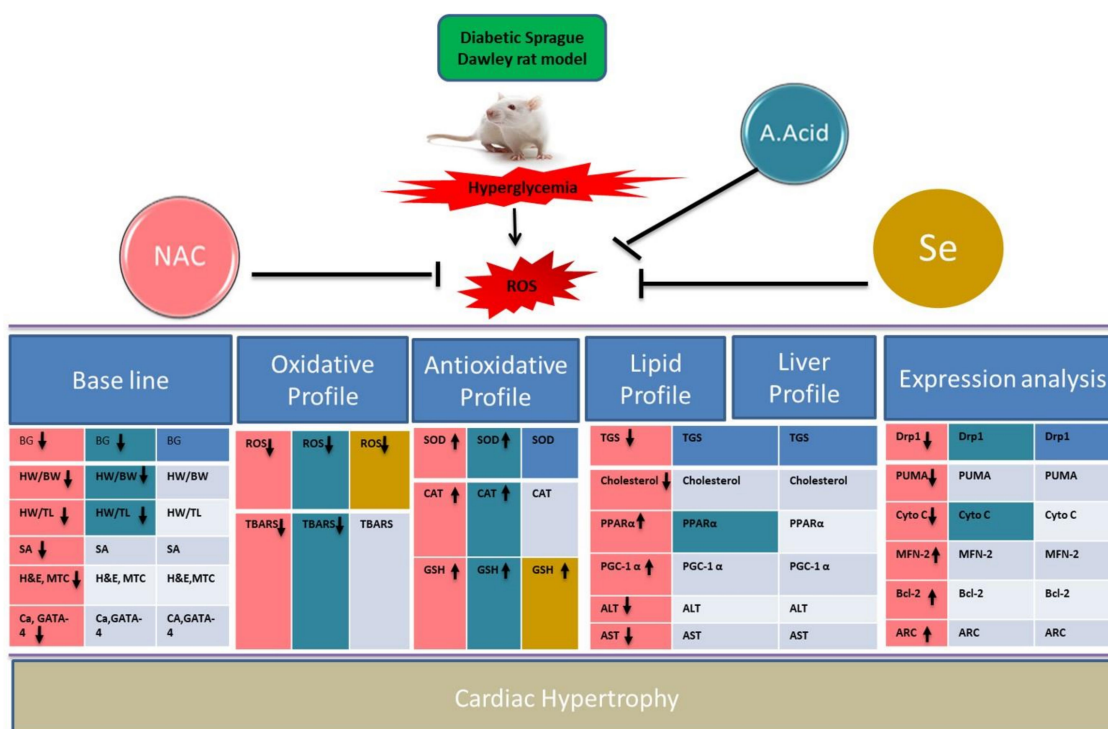 Diabetic Sprague
Dawley rat model
A.Acid
Hyperglycemia
NAC
Se
ROS
Base line
Oxidative
Profile
Antioxidative
Profile
Lipid
Profile
Liver
Profile
Expression analysis
BG ↓ BG ↓ BG
HW/BW ↓ HW/BW ↓ HW/BW
HW/TL ↓ HW/TL ↓ HW/TL
SA ↓ SA SA
H&E, MTC ↓ H&E, MTC H&E,MTC
Ca, GATA-
4 ↓
Ca,GATA-
4
CA,GATA-
4
ROS ↓ ROS ↓ ROS ↓
TBARS ↓ TBARS ↓ TBARS
SOD ↑ SOD ↑ SOD
CAT ↑ CAT ↑ CAT
GSH ↑ GSH ↑ GSH ↑
TGS ↓ TGS TGS
Cholesterol ↓ Cholesterol Cholesterol
PPARα ↑ PPARα PPARα
PGC-1 α ↑ PGC-1 α PGC-1 α
ALT ↓ ALT ALT
AST ↓ AST AST
Drp1 ↓ Drp1 Drp1
PUMA ↓ PUMA PUMA
Cyto C ↓ Cyto C Cyto C
MFN-2 ↑ MFN-2 MFN-2
Bcl-2 ↑ Bcl-2 Bcl-2
ARC ↑ ARC ARC
Cardiac Hypertrophy